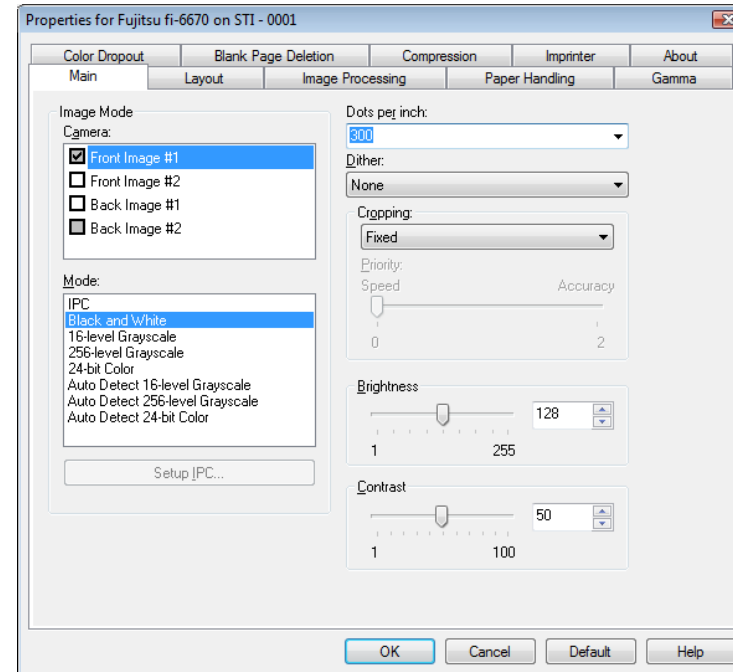 Properties for Fujitsu fi-6670 on STI - 0001
Color Dropout Blank Page Deletion Compression Imprinter About
Main Layout Image Processing Paper Handling Gamma
Image Mode
Camera:
Front Image #1
Front Image #2
Back Image #1
Back Image #2
Mode:
IPC
Black and White
16-level Grayscale
256-level Grayscale
24-bit Color
Auto Detect 16-level Grayscale
Auto Detect 256-level Grayscale
Auto Detect 24-bit Color
Setup IPC...
Dots per inch:
300
Dither:
None
Cropping:
Fixed
Priority:
Speed Accuracy
0 2
Brightness
128
1 255
Contrast
50
1 100
OK Cancel Default Help